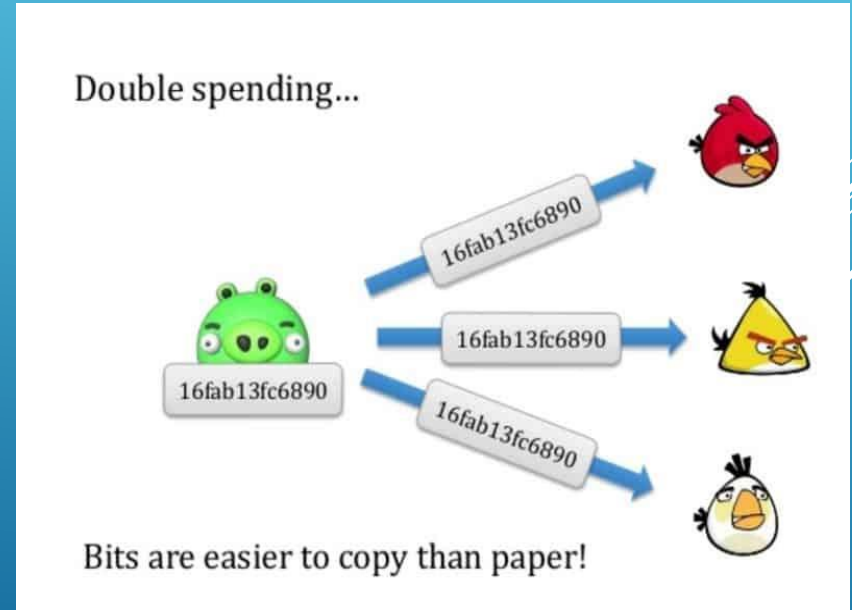 Double spending...
16fab13fc6890
16fab13fc6890
16fab13fc6890
16fab13fc6890
Bits are easier to copy than paper!